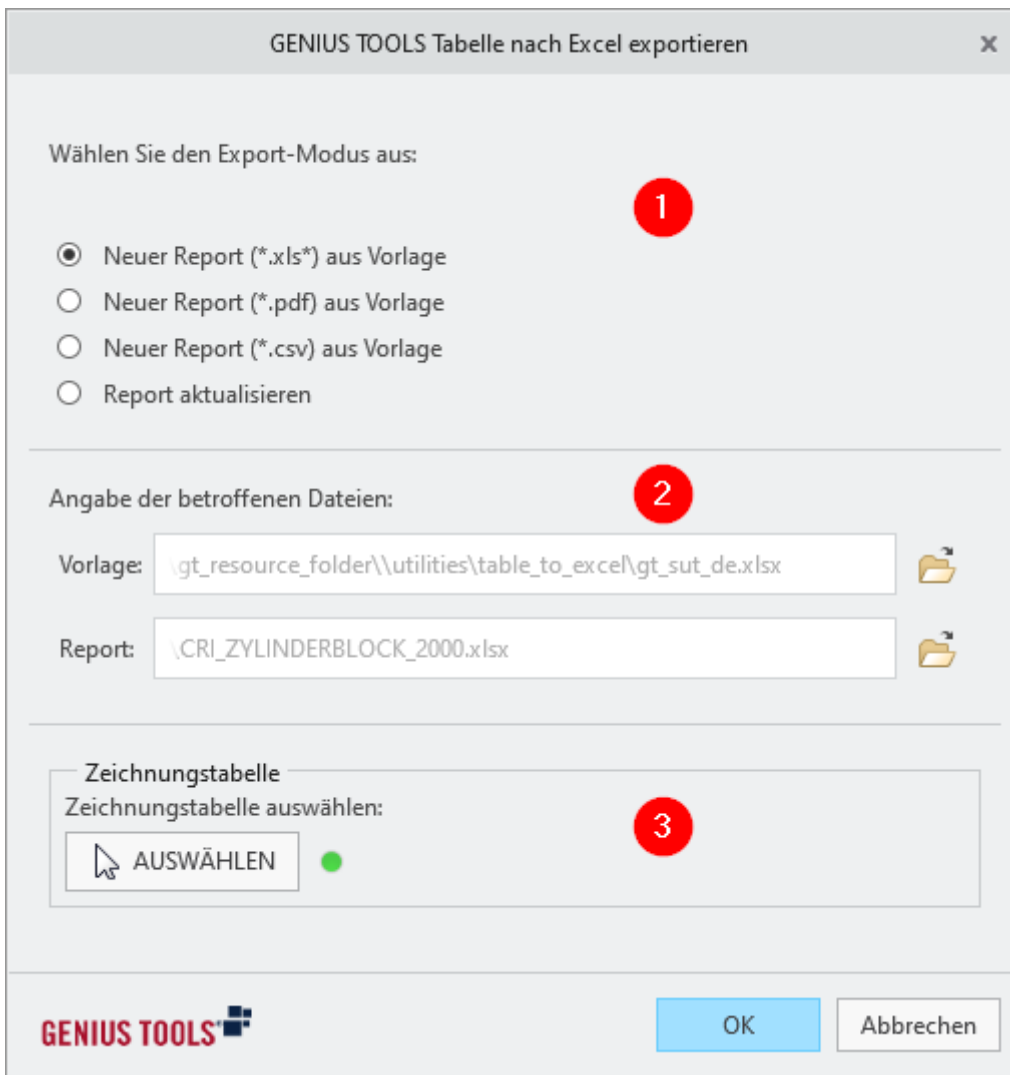 GENIUS TOOLS Tabelle nach Excel exportieren
Wählen Sie den Export-Modus aus:
1
Neuer Report (*.xls*) aus Vorlage
Neuer Report (*.pdf) aus Vorlage
Neuer Report (*.csv) aus Vorlage
Report aktualisieren
Angabe der betroffenen Dateien:
2
Vorlage: \gt_resource_folder\\utilities\table_to_excel\gt_sut_de.xlsx
Report: \CRI_ZYLINDERBLOCK_2000.xlsx
Zeichnungstabelle
Zeichnungstabelle auswählen:
3
AUSWÄHLEN
GENIUS TOOLS
OK Abbrechen